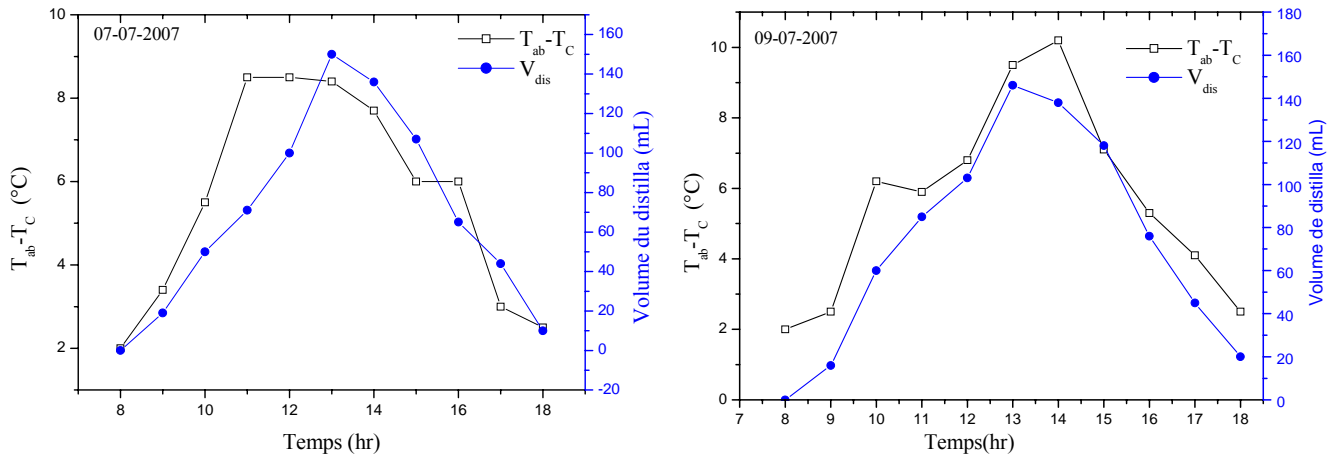 07-07-2007
T_ab-T_C
V_dis
10
8
6
4
2
T_ab-T_C (°C)
160
140
120
100
80
60
40
20
0
-20
Volume du distilla (mL)
8 10 12 14 16 18
Temps (hr)
09-07-2007
T_ab-T_C
V_dis
10
8
6
4
2
0
T_ab-T_C (°C)
180
160
140
120
100
80
60
40
20
0
Volume de distilla (mL)
7 8 9 10 11 12 13 14 15 16 17 18
Temps(hr)